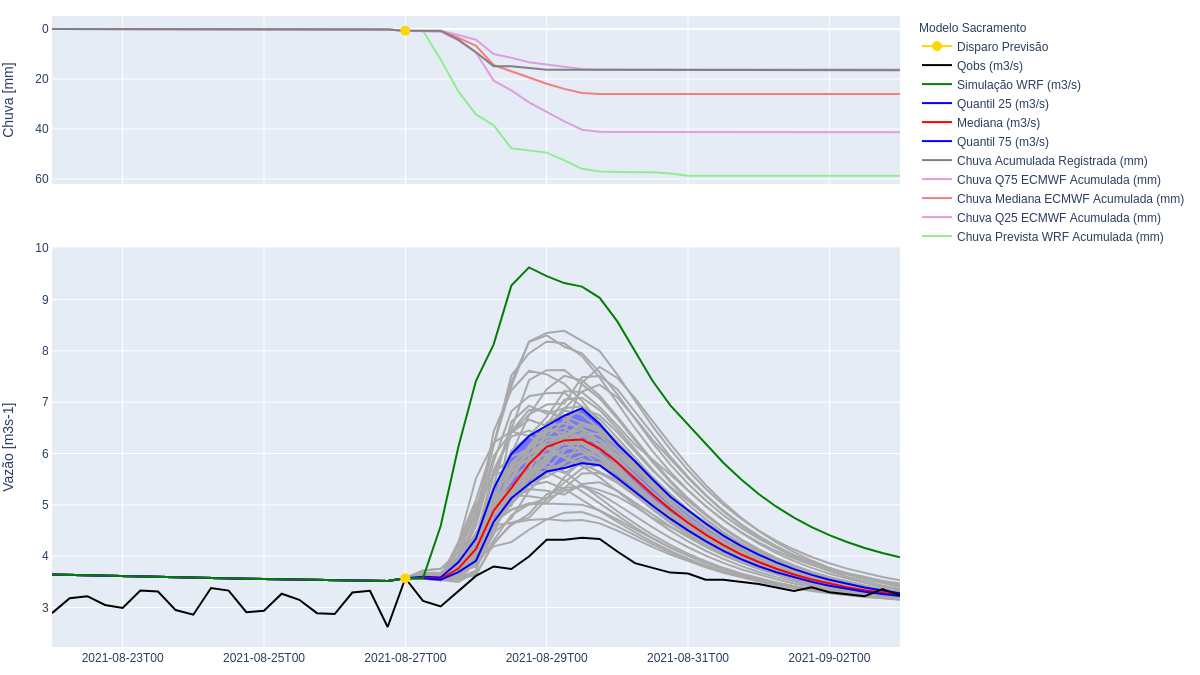 Chuva [mm]
0
20
40
60
Modelo Sacramento
Disparo Previsão
Qobs (m3/s)
Simulação WRF (m3/s)
Quantil 25 (m3/s)
Mediana (m3/s)
Quantil 75 (m3/s)
Chuva Acumulada Registrada (mm)
Chuva Q75 ECMWF Acumulada (mm)
Chuva Mediana ECMWF Acumulada (mm)
Chuva Q25 ECMWF Acumulada (mm)
Chuva Prevista WRF Acumulada (mm)
Vazão [m3s-1]
10
9
8
7
6
5
4
3
2021-08-23T00 2021-08-25T00 2021-08-27T00 2021-08-29T00 2021-08-31T00 2021-09-02T00